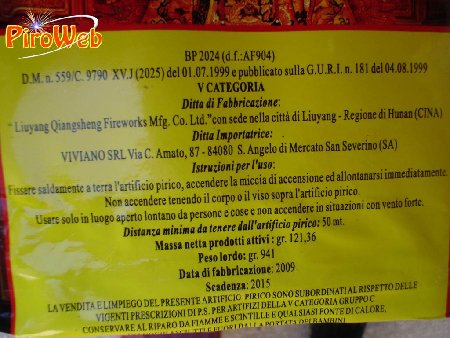 PiroWeb
BP 2024 (d.f.:AF904)
D.M. n. 559/C. 9790 XV.J (2025) del 01.07.1999 e pubblicato sulla G.U.R.I. n. 181 del 04.08.1999
V CATEGORIA
Ditta di Fabbricazione:
"Liuyang Qiangsheng Fireworks Mfg. Co. Ltd." con sede nella città di Liuyang - Regione di Hunan (CINA)
Ditta Importatrice:
VIVIANO SRL Via C. Amato, 87 - 84080 S. Angelo di Mercato San Severino (SA)
Istruzioni per l'uso:
Fissare saldamente a terra l'artificio pirico, accendere la miccia di accensione ed allontanarsi immediatamente.
Non accendere tenendo il corpo o il viso sopra l'artificio pirico.
Usare solo in luogo aperto lontano da persone e cose e non accendere in situazioni con vento forte.
Distanza minima da tenere dall'artificio pirico: 50 mt.
Massa netta prodotti attivi : gr. 121,36
Peso lordo: gr. 941
Data di fabbricazione: 2009
Scadenza: 2015
LA VENDITA E L'IMPIEGO DEL PRESENTE ARTIFICIO PIRICO SONO SUBORDINATI AL RISPETTO DELLE
VIGENTI PRESCRIZIONI DI P.S. PER ARTIFIZI DELLA V CATEGORIA GRUPPO C
CONSERVARE AL RIPARO DA FIAMME E SCINTILLE E QUALSIASI FONTE DI CALORE,
FUORI DALLA PORTATA DEI BAMBINI